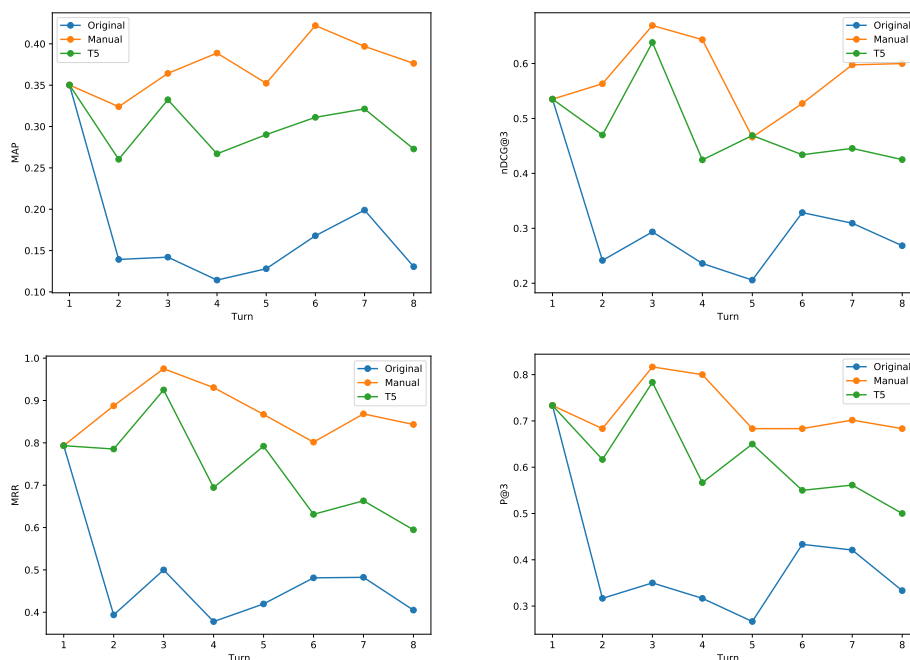 Original
Manual
T5
0.40
0.35
0.30
0.25
0.20
0.15
0.10
MAP
1 2 3 4 5 6 7 8
Turn
Original
Manual
T5
0.6
0.5
0.4
0.3
0.2
nDCG@3
1 2 3 4 5 6 7 8
Turn
Original
Manual
T5
1.0
0.9
0.8
0.7
0.6
0.5
0.4
MRR
1 2 3 4 5 6 7 8
Turn
Original
Manual
T5
0.8
0.7
0.6
0.5
0.4
0.3
P@3
1 2 3 4 5 6 7 8
Turn